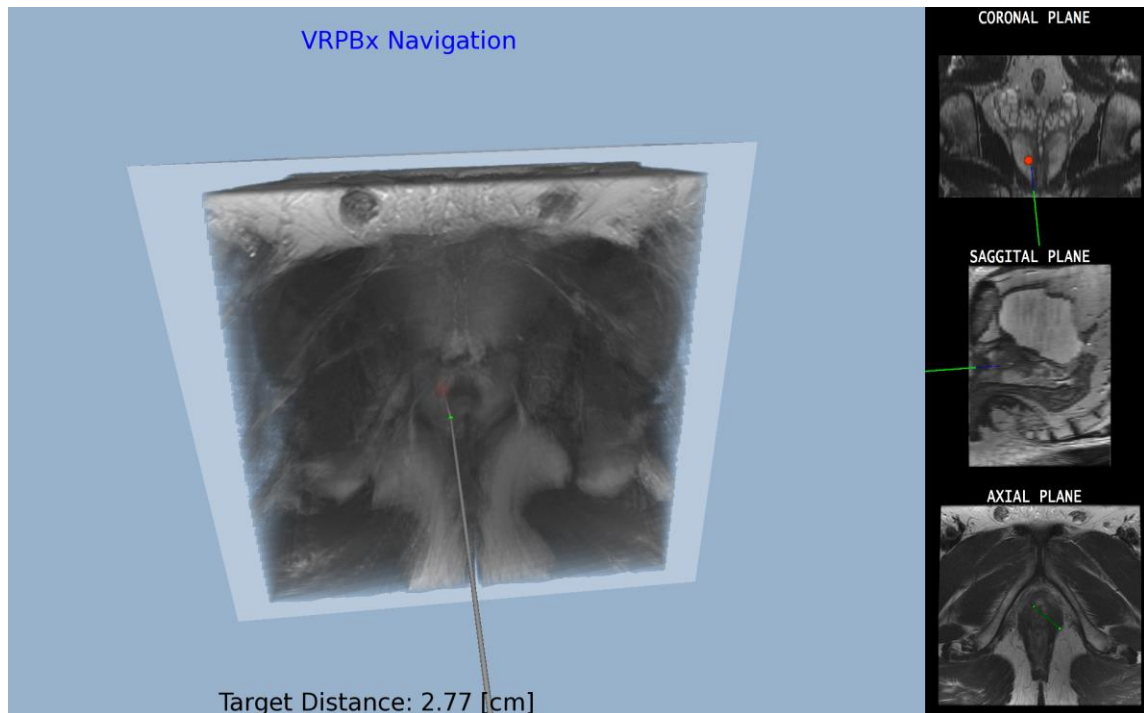 VRPBx Navigation
Target Distance: 2.77 [cm]
CORONAL PLANE
SAGGITAL PLANE
AXIAL PLANE